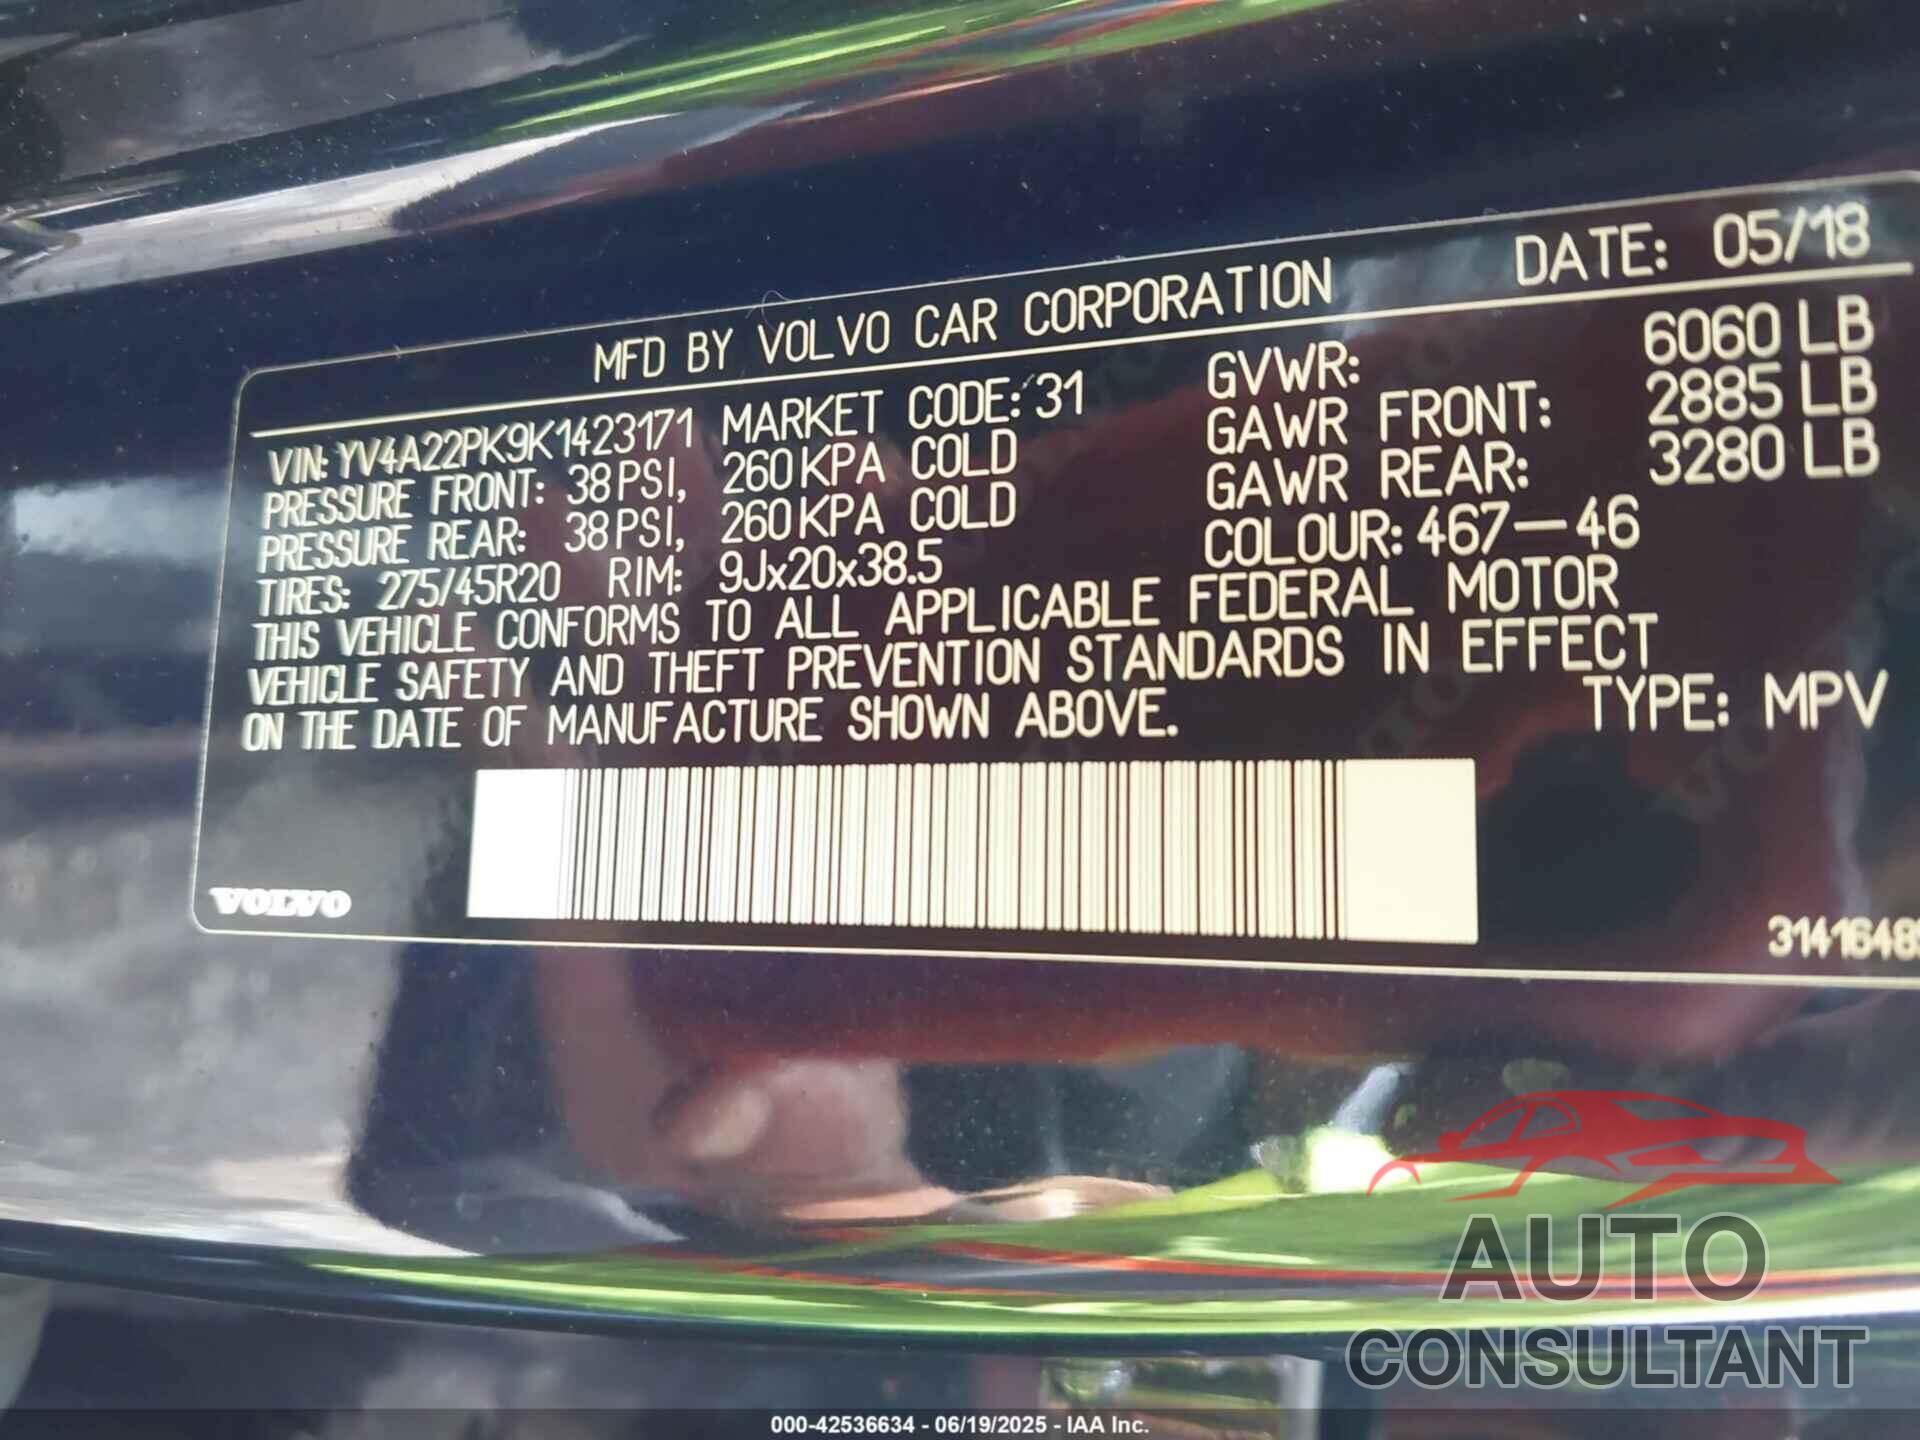 MFD BY VOLVO CAR CORPORATION DATE: 05/18
VIN: YV4A22PK9K1423171 MARKET CODE: 31 GVWR: 6060 LB
PRESSURE FRONT: 38 PSI, 260 KPA COLD GAWR FRONT: 2885 LB
PRESSURE REAR: 38 PSI, 260 KPA COLD GAWR REAR: 3280 LB
TIRES: 275/45R20 RIM: 9Jx20x38.5 COLOUR: 467-46
THIS VEHICLE CONFORMS TO ALL APPLICABLE FEDERAL MOTOR
VEHICLE SAFETY AND THEFT PREVENTION STANDARDS IN EFFECT
ON THE DATE OF MANUFACTURE SHOWN ABOVE. TYPE: MPV
VOLVO
AUTO
CONSULTANT
000-42536634 - 06/19/2025 - IAA Inc.